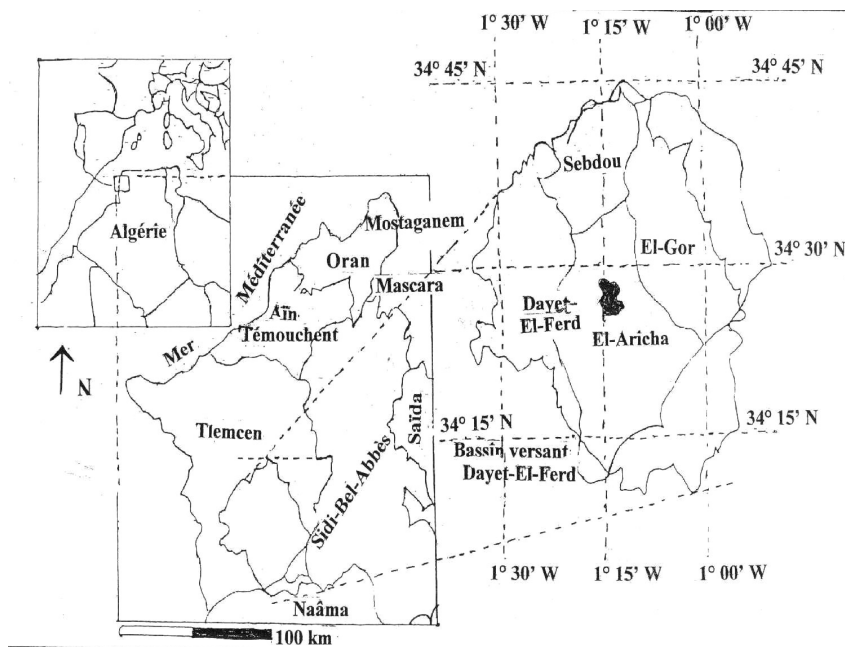 1° 30' W
1° 15' W
1° 00' W
34° 45' N
34° 45' N
Sebdou
Algérie
Mostaganem
Méditerranée
Oran
El-Gor
34° 30' N
Mascara
Dayet-
El-Ferd
Aïn
Témouchent
El-Aricha
Mer
N
Tlemcen
Saïda
34° 15' N
34° 15' N
Bassin versant
Dayet-El-Ferd
Sidi-Bel-Abbès
1° 30' W
1° 15' W
1° 00' W
Naâma
100 km